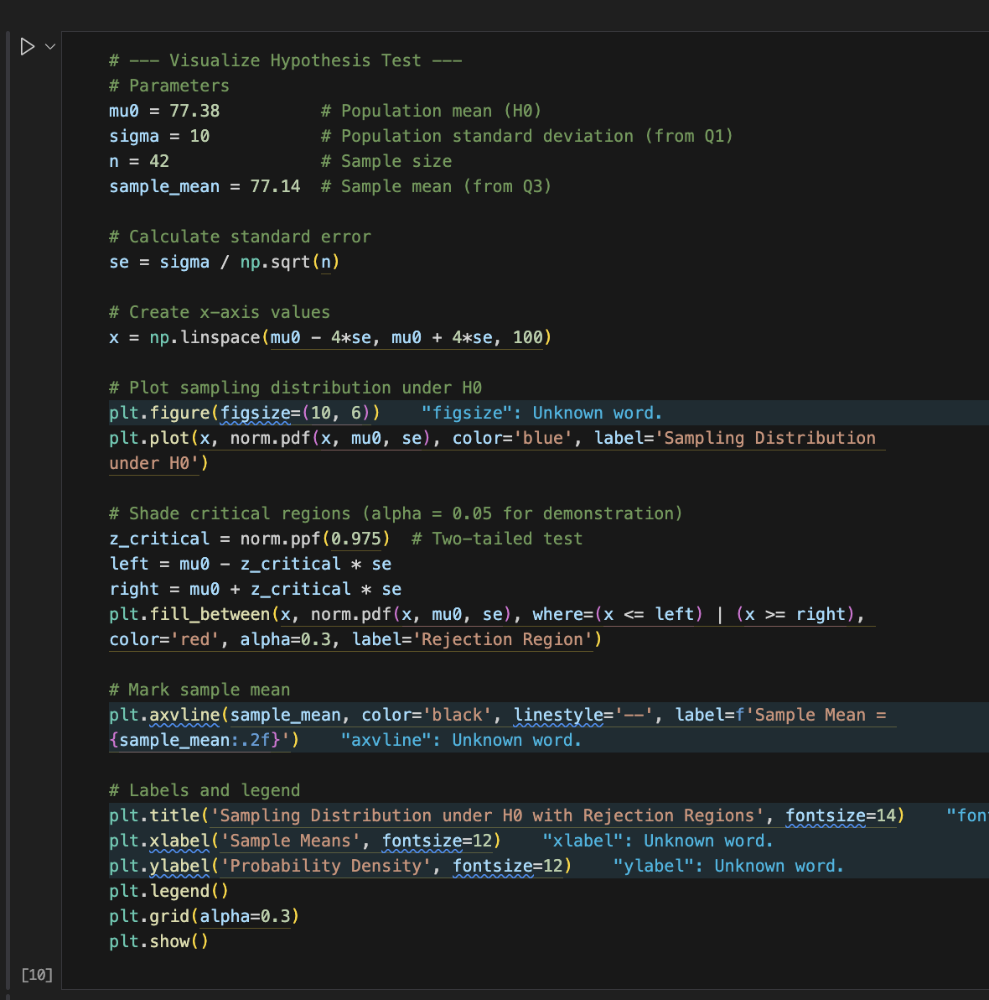 # --- Visualize Hypothesis Test ---
# Parameters
mu0 = 77.38          # Population mean (H0)
sigma = 10           # Population standard deviation (from Q1)
n = 42               # Sample size
sample_mean = 77.14  # Sample mean (from Q3)
# Calculate standard error
se = sigma / np.sqrt(n)
# Create x-axis values
x = np.linspace(mu0 - 4*se, mu0 + 4*se, 100)
# Plot sampling distribution under H0
plt.figure(figsize=(10, 6))    "figsize": Unknown word.
plt.plot(x, norm.pdf(x, mu0, se), color='blue', label='Sampling Distribution
under H0')
# Shade critical regions (alpha = 0.05 for demonstration)
z_critical = norm.ppf(0.975)  # Two-tailed test
left = mu0 - z_critical * se
right = mu0 + z_critical * se
plt.fill_between(x, norm.pdf(x, mu0, se), where=(x <= left) | (x >= right),
color='red', alpha=0.3, label='Rejection Region')
# Mark sample mean
plt.axvline(sample_mean, color='black', linestyle='--', label=f'Sample Mean =
{sample_mean:.2f}')    "axvline": Unknown word.
# Labels and legend
plt.title('Sampling Distribution under H0 with Rejection Regions', fontsize=14)    "fon
plt.xlabel('Sample Means', fontsize=12)    "xlabel": Unknown word.
plt.ylabel('Probability Density', fontsize=12)    "ylabel": Unknown word.
plt.legend()
plt.grid(alpha=0.3)
plt.show()
[10]